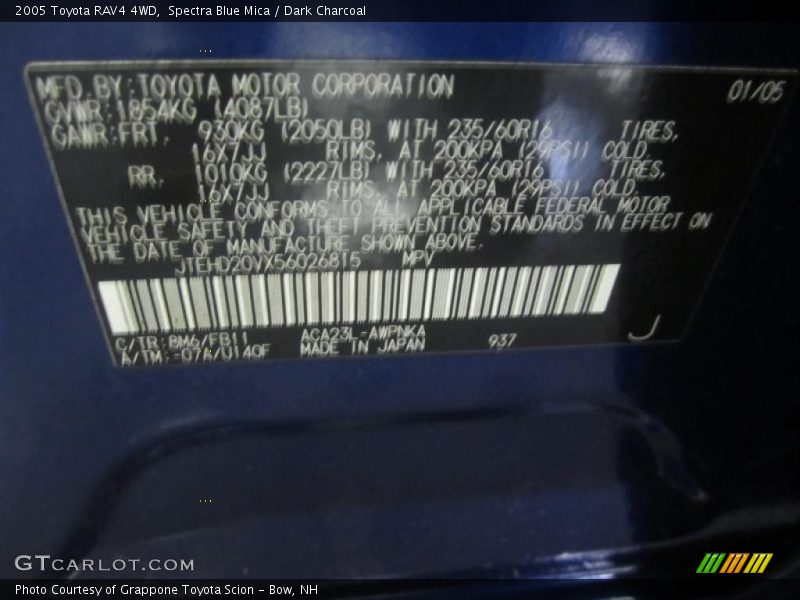 2005 Toyota RAV4 4WD,  Spectra Blue Mica / Dark Charcoal
MFD.BY:TOYOTA MOTOR CORPORATION 01/05
GVWR:1854KG (4087LB)
GAWR:FRT. 930KG (2050LB) WITH 235/60R16 TIRES,
16X7JJ RIMS, AT 200KPA (29PSI) COLD.
RR. 1010KG (2227LB) WITH 235/60R16 TIRES,
16X7JJ RIMS, AT 200KPA (29PSI) COLD.
THIS VEHICLE CONFORMS TO ALL APPLICABLE FEDERAL MOTOR
VEHICLE SAFETY AND THEFT PREVENTION STANDARDS IN EFFECT ON
THE DATE OF MANUFACTURE SHOWN ABOVE.
JTEHD20VX56026815 MPV
C/TR:8M6/FB11 ACA23L-AWPNKA 937 J
A/TM:-07A/U140F MADE IN JAPAN
GTCARLOT.COM
Photo Courtesy of Grappone Toyota Scion – Bow, NH